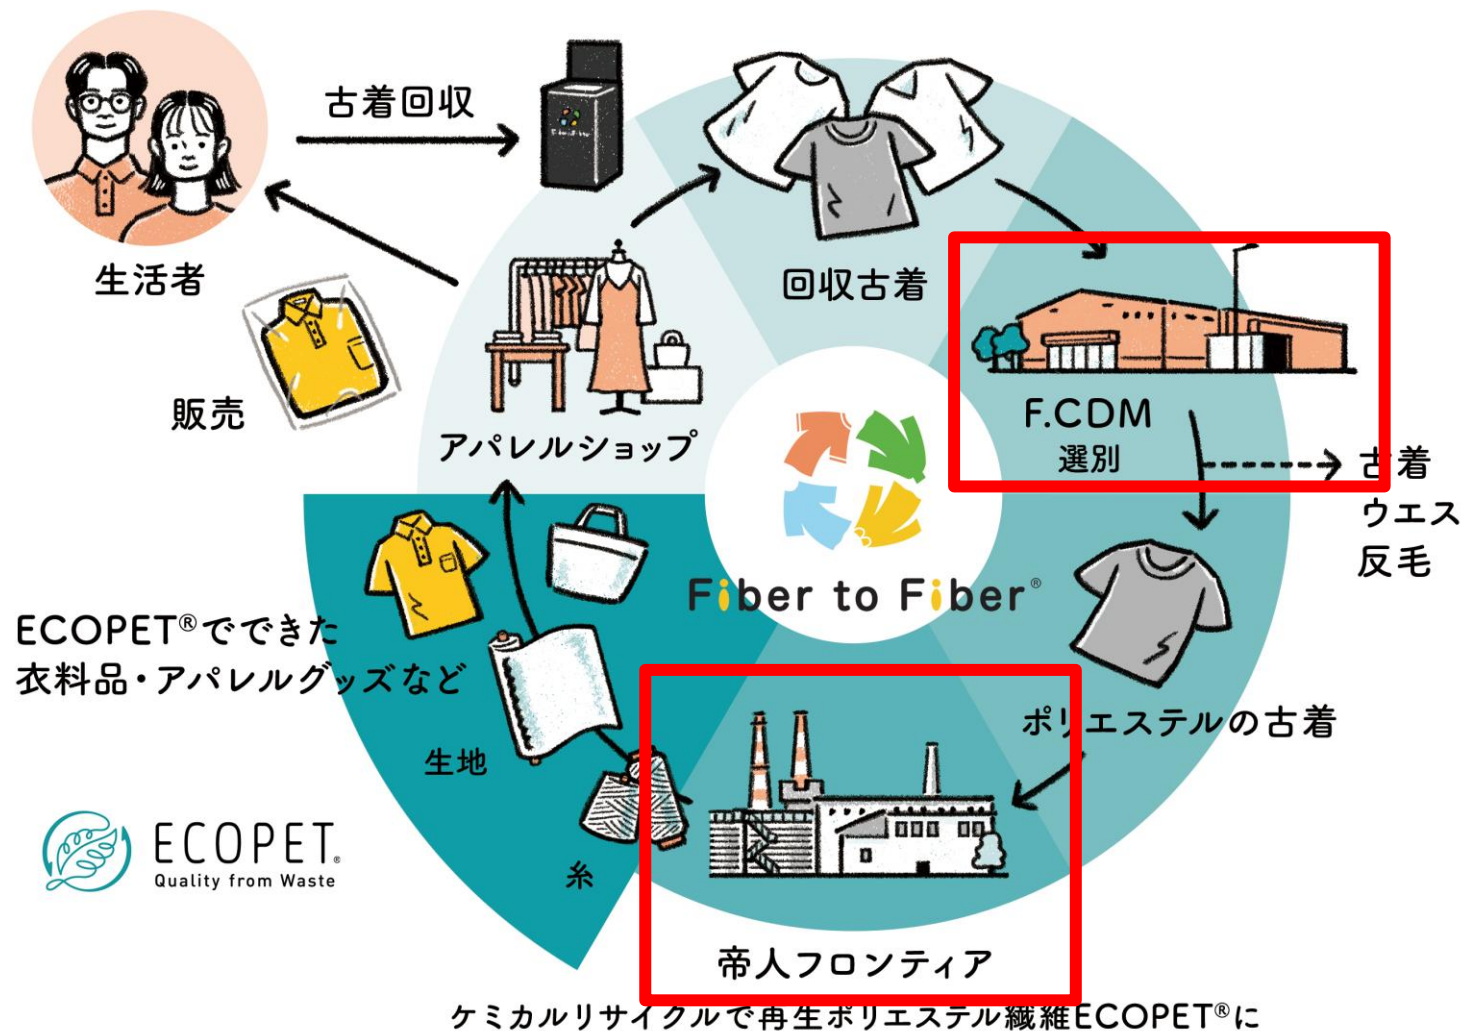 古着回収
Fiber to Fiber
生活者
回収古着
販売
アパレルショップ
F.CDM
選別
古着
ウエス
反毛
Fiber to Fiber®
ECOPET®でできた
衣料品・アパレルグッズなど
ポリエステルの古着
生地
糸
ECOPET®
Quality from Waste
帝人フロンティア
ケミカルリサイクルで再生ポリエステル繊維ECOPET®に